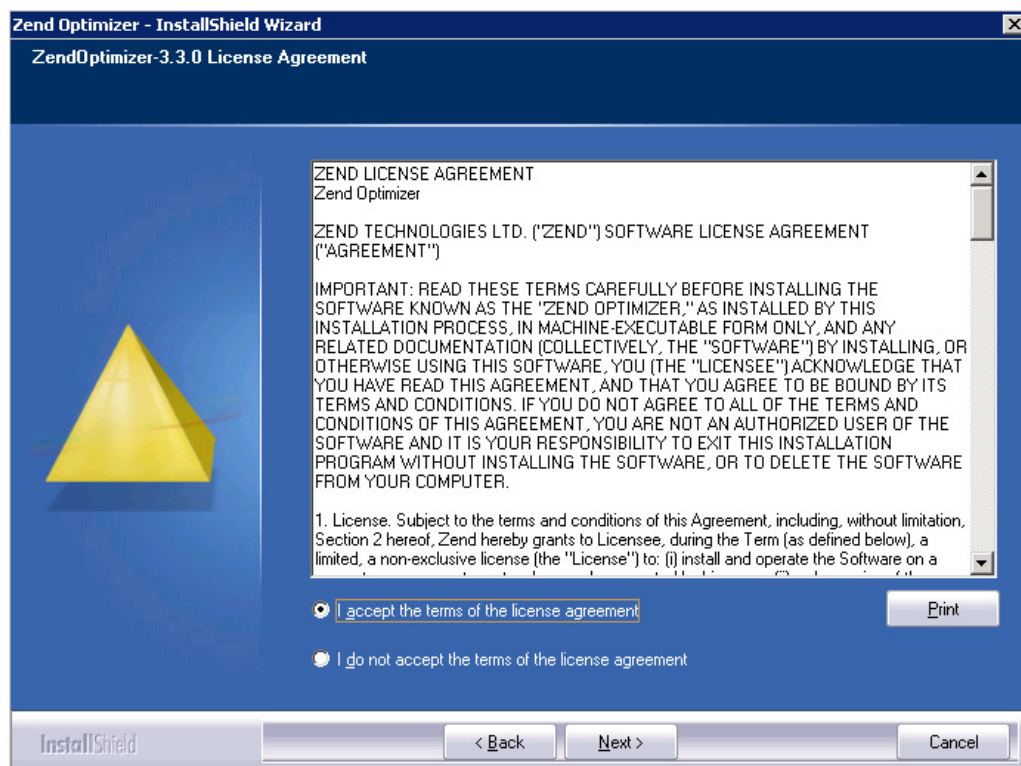 Zend Optimizer - InstallShield Wizard
ZendOptimizer-3.3.0 License Agreement
ZEND LICENSE AGREEMENT
Zend Optimizer
ZEND TECHNOLOGIES LTD. ("ZEND") SOFTWARE LICENSE AGREEMENT
("AGREEMENT")
IMPORTANT: READ THESE TERMS CAREFULLY BEFORE INSTALLING THE
SOFTWARE KNOWN AS THE "ZEND OPTIMIZER," AS INSTALLED BY THIS
INSTALLATION PROCESS, IN MACHINE-EXECUTABLE FORM ONLY, AND ANY
RELATED DOCUMENTATION (COLLECTIVELY, THE "SOFTWARE") BY INSTALLING, OR
OTHERWISE USING THIS SOFTWARE, YOU (THE "LICENSEE") ACKNOWLEDGE THAT
YOU HAVE READ THIS AGREEMENT, AND THAT YOU AGREE TO BE BOUND BY ITS
TERMS AND CONDITIONS. IF YOU DO NOT AGREE TO ALL OF THE TERMS AND
CONDITIONS OF THIS AGREEMENT, YOU ARE NOT AN AUTHORIZED USER OF THE
SOFTWARE AND IT IS YOUR RESPONSIBILITY TO EXIT THIS INSTALLATION
PROGRAM WITHOUT INSTALLING THE SOFTWARE, OR TO DELETE THE SOFTWARE
FROM YOUR COMPUTER.
1. License. Subject to the terms and conditions of this Agreement, including, without limitation,
Section 2 hereof, Zend hereby grants to Licensee, during the Term (as defined below), a
limited, a non-exclusive license (the "License") to: (i) install and operate the Software on a
I accept the terms of the license agreement
Print
I do not accept the terms of the license agreement
InstallShield
< Back
Next >
Cancel